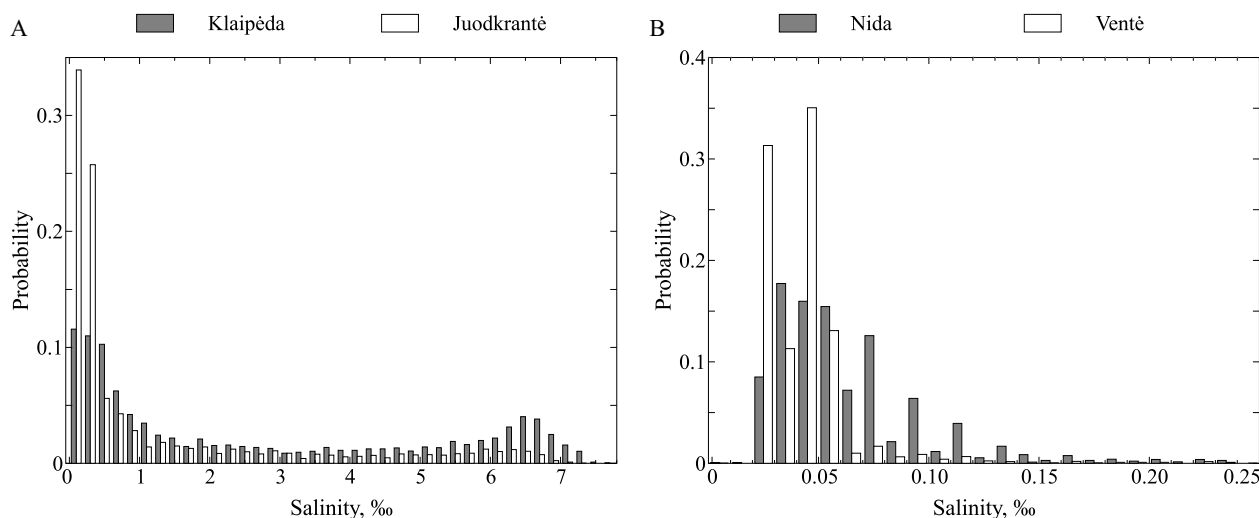 A
Klaipėda
Juodkrantė
0.3
0.2
0.1
0
Probability
0 1 2 3 4 5 6 7
Salinity, ‰
B
Nida
Ventė
0.4
0.3
0.2
0.1
0
Probability
0 0.05 0.10 0.15 0.20 0.25
Salinity, ‰